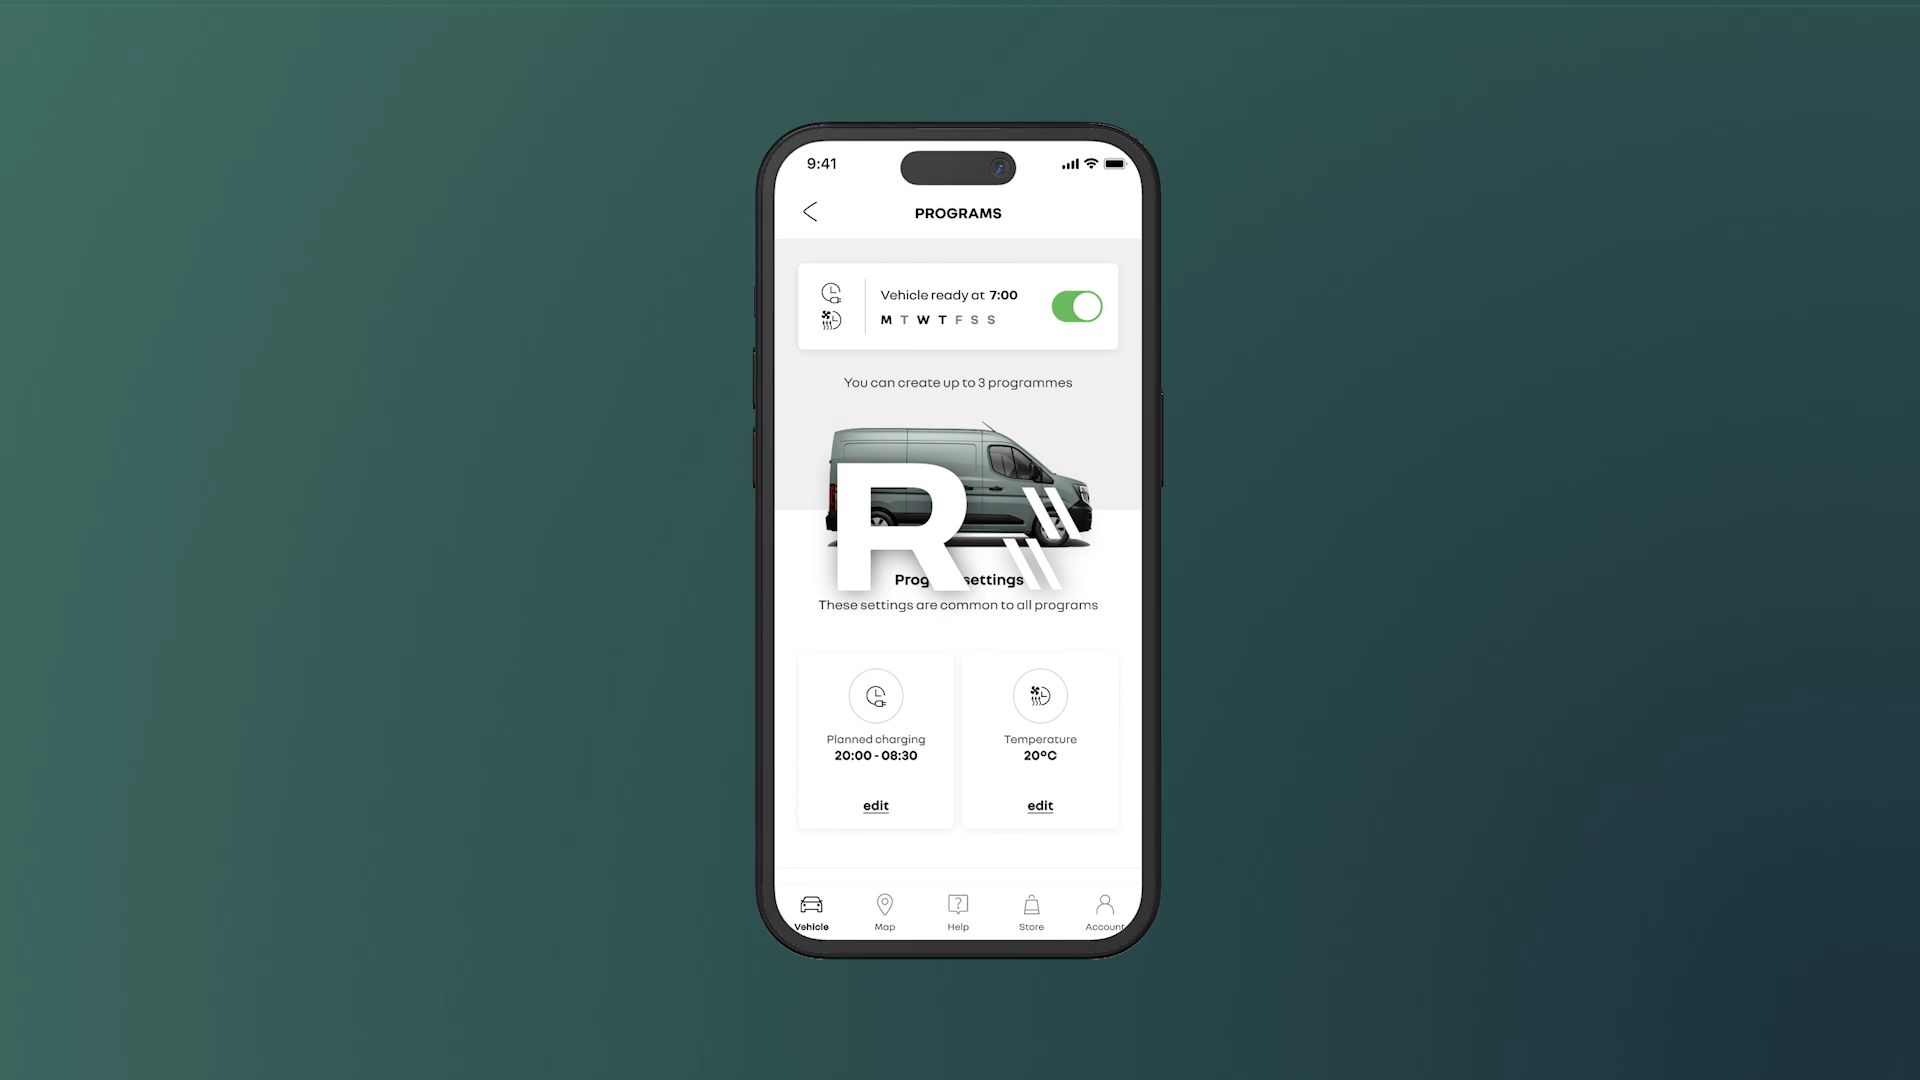 9:41
PROGRAMS
Vehicle ready at 7:00
M T W T F S S
You can create up to 3 programmes
R
Prog settings
These settings are common to all programs
Planned charging
20:00 - 08:30
edit
Temperature
20°C
edit
Vehicle
Map
Help
Store
Account